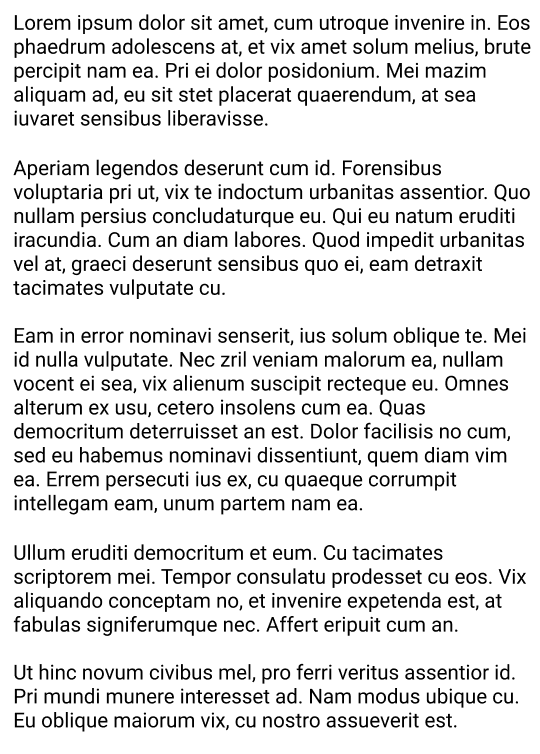 Lorem ipsum dolor sit amet, cum utroque invenire in. Eos
phaedrum adolescens at, et vix amet solum melius, brute
percipit nam ea. Pri ei dolor posidonium. Mei mazim
aliquam ad, eu sit stet placerat quaerendum, at sea
iuvaret sensibus liberavisse.

Aperiam legendos deserunt cum id. Forensibus
voluptaria pri ut, vix te indoctum urbanitas assentior. Quo
nullam persius concludaturque eu. Qui eu natum eruditi
iracundia. Cum an diam labores. Quod impedit urbanitas
vel at, graeci deserunt sensibus quo ei, eam detraxit
tacimates vulputate cu.

Eam in error nominavi senserit, ius solum oblique te. Mei
id nulla vulputate. Nec zril veniam malorum ea, nullam
vocent ei sea, vix alienum suscipit recteque eu. Omnes
alterum ex usu, cetero insolens cum ea. Quas
democritum deterruisset an est. Dolor facilisis no cum,
sed eu habemus nominavi dissentiunt, quem diam vim
ea. Errem persecuti ius ex, cu quaeque corrumpit
intellegam eam, unum partem nam ea.

Ullum eruditi democritum et eum. Cu tacimates
scriptorem mei. Tempor consulatu prodesset cu eos. Vix
aliquando conceptam no, et invenire expetenda est, at
fabulas signiferumque nec. Affert eripuit cum an.

Ut hinc novum civibus mel, pro ferri veritus assentior id.
Pri mundi munere interesset ad. Nam modus ubique cu.
Eu oblique maiorum vix, cu nostro assueverit est.